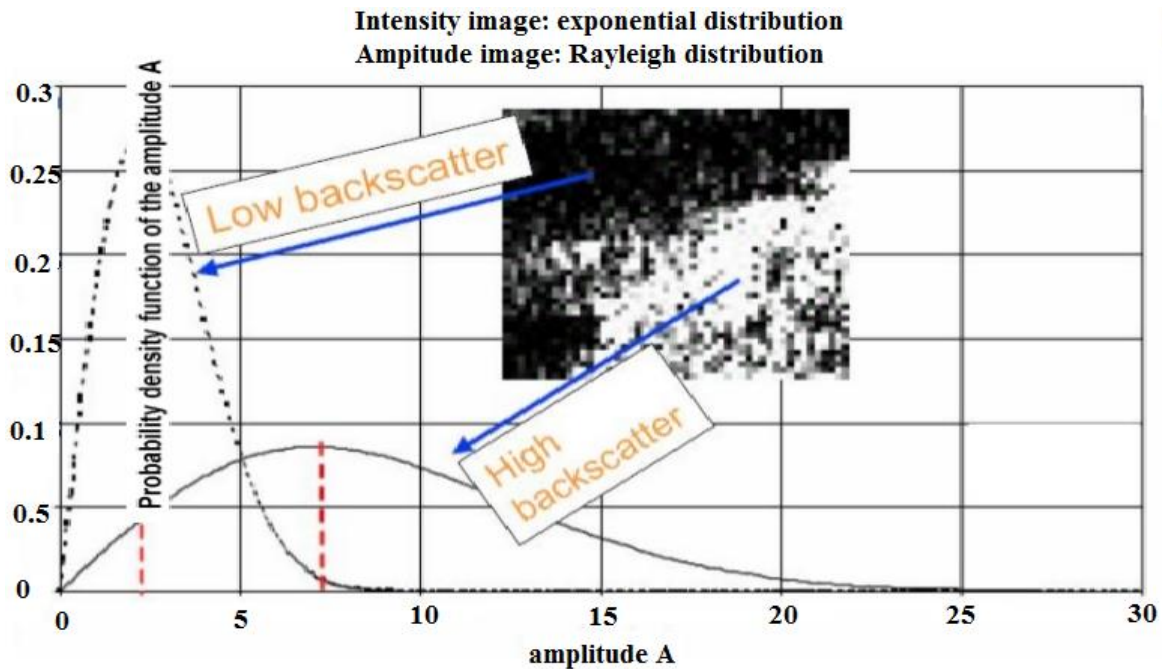 Intensity image: exponential distribution
Ampitude image: Rayleigh distribution
Probability density function of the amplitude A
0.3
0.25
0.2
0.15
0.1
0.5
0
Low backscatter
High
backscatter
0 5 10 15 20 25 30
amplitude A